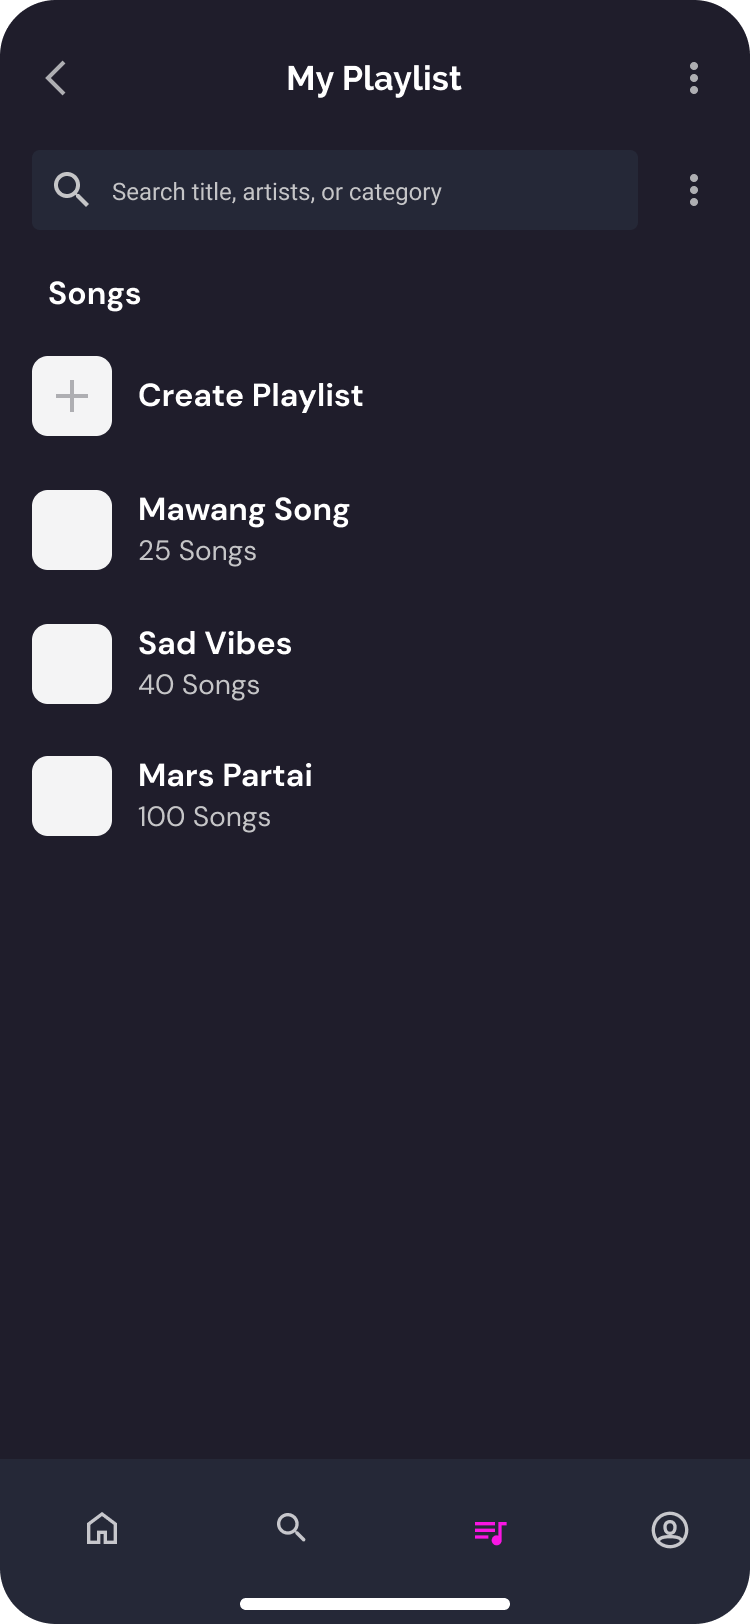 My Playlist
Search title, artists, or category
Songs
Create Playlist
Mawang Song
25 Songs
Sad Vibes
40 Songs
Mars Partai
100 Songs